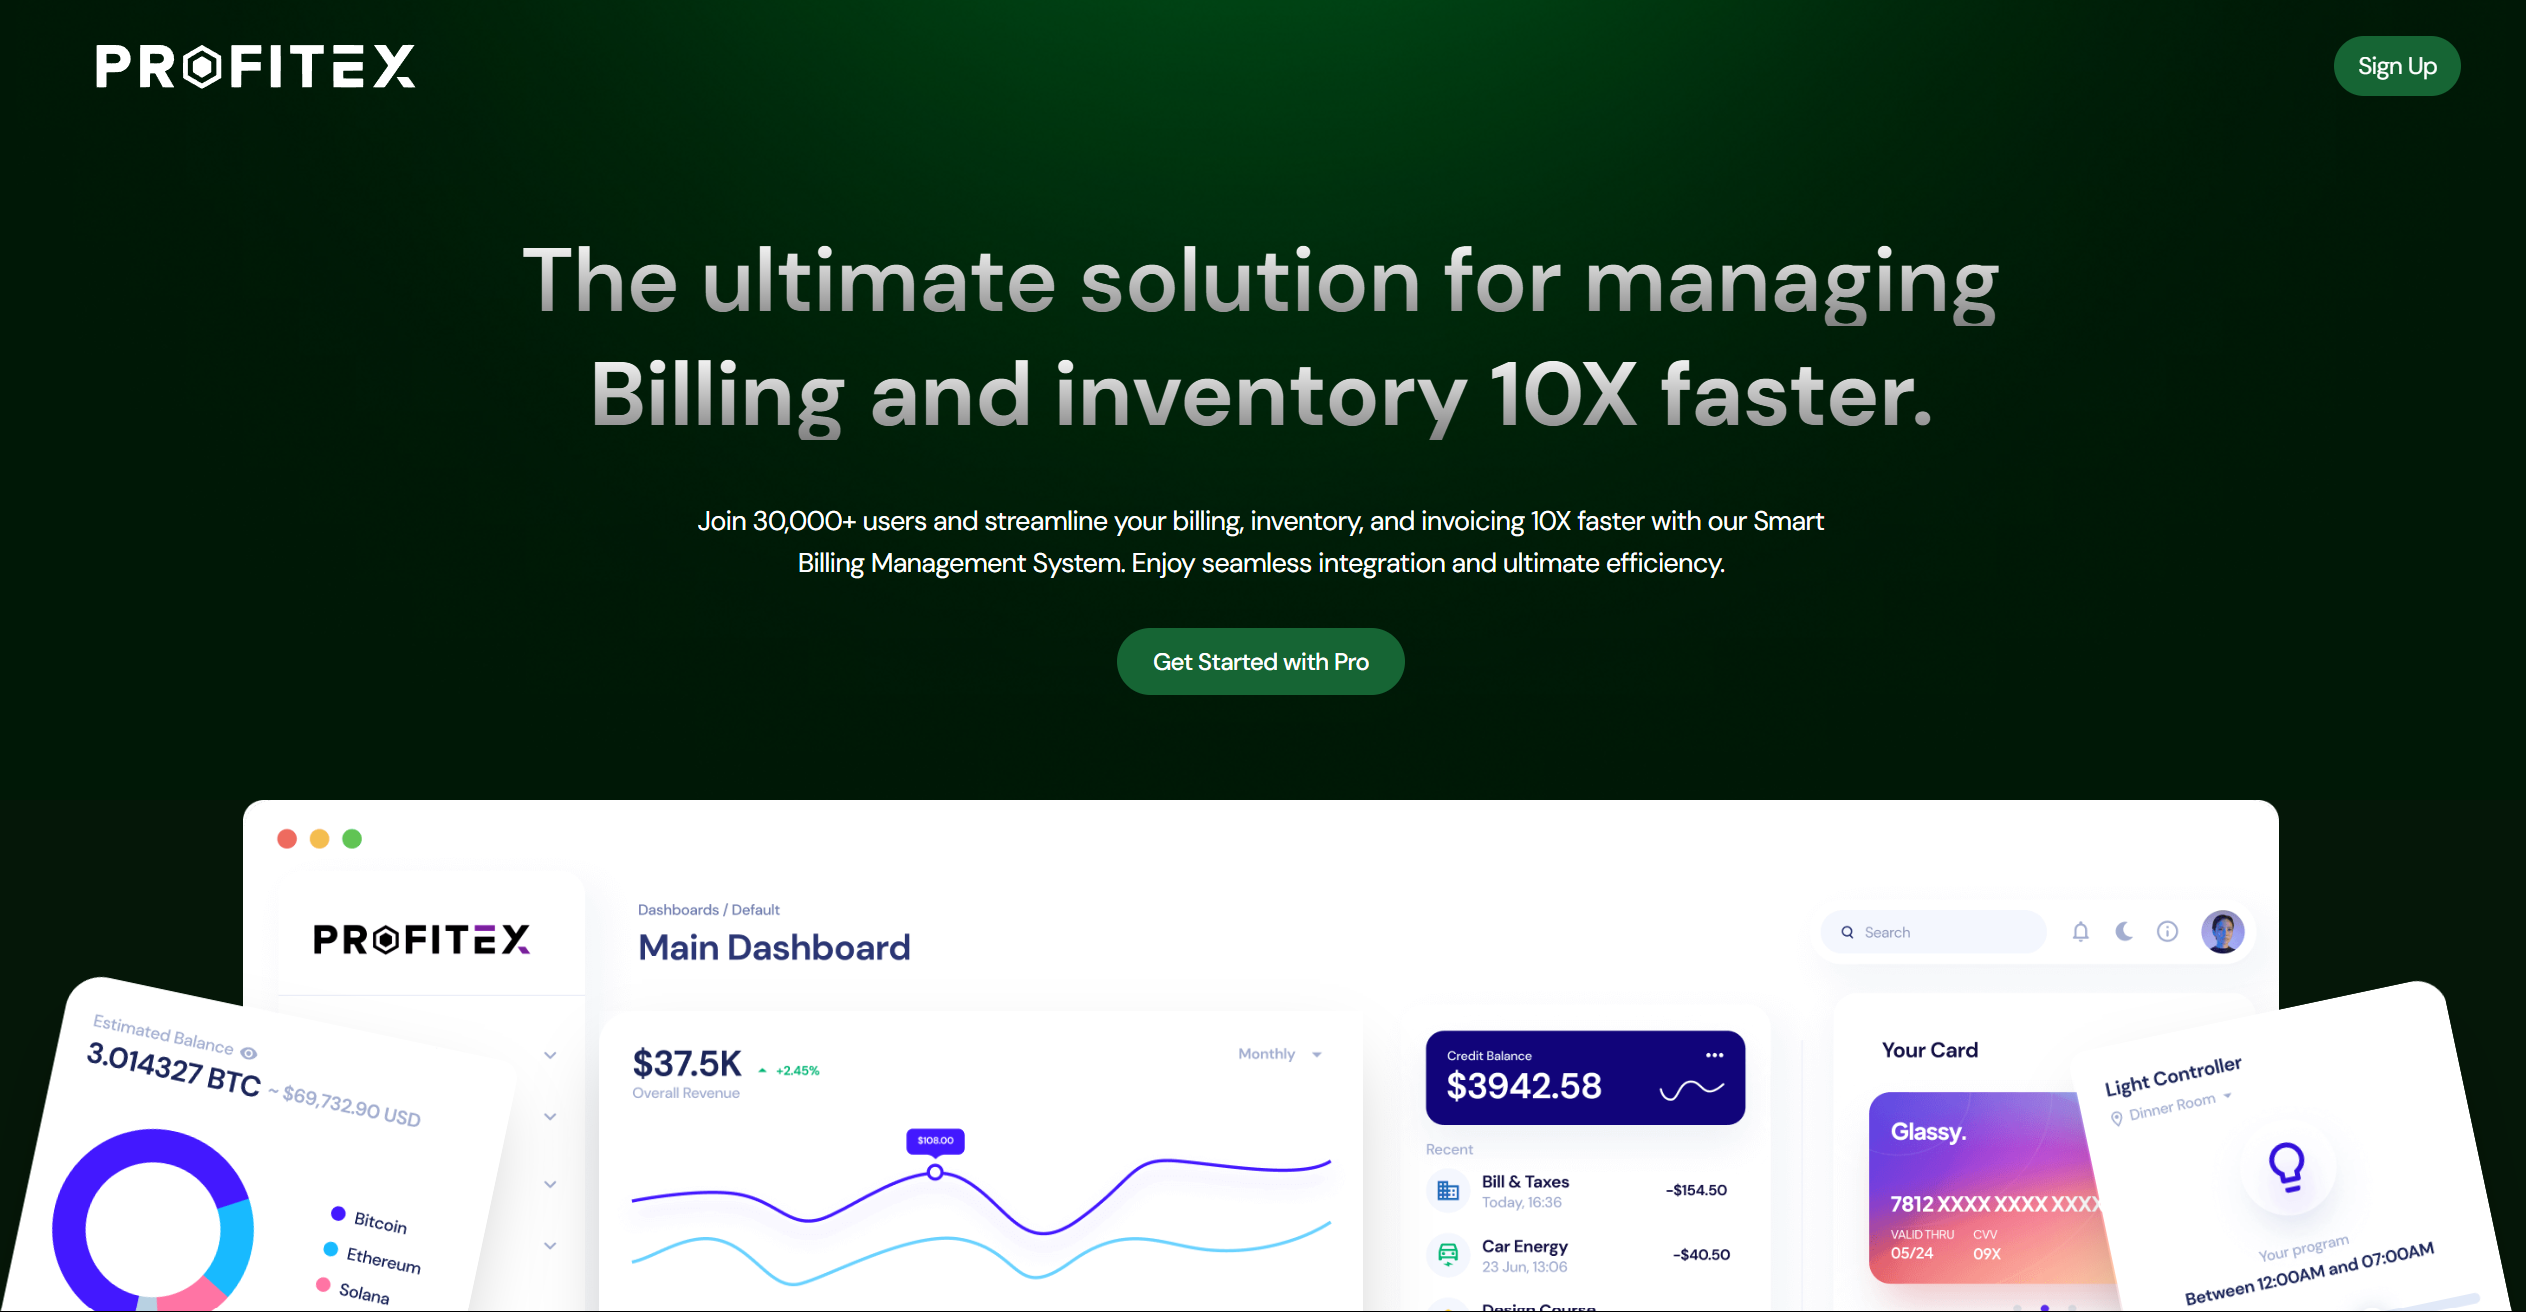 PROFITEX
Sign Up
The ultimate solution for managing
Billing and inventory 10X faster.
Join 30,000+ users and streamline your billing, inventory, and invoicing 10X faster with our Smart
Billing Management System. Enjoy seamless integration and ultimate efficiency.
Get Started with Pro
PROFITEX
Dashboards / Default
Main Dashboard
Search
Estimated Balance
3.014327 BTC ~ $69,732.90 USD
Bitcoin
Ethereum
Solana
$37.5K +2.45%
Overall Revenue
Monthly
$108.00
Credit Balance
$3942.58
Recent
Bill & Taxes
Today, 16:36
-$154.50
Car Energy
23 Jun, 13:06
-$40.50
Design Course
Your Card
Glassy.
7812 XXXX XXXX XXXX
VALID THRU CVV
05/24 09X
Light Controller
Dinner Room
Your program
Between 12:00AM and 07:00AM